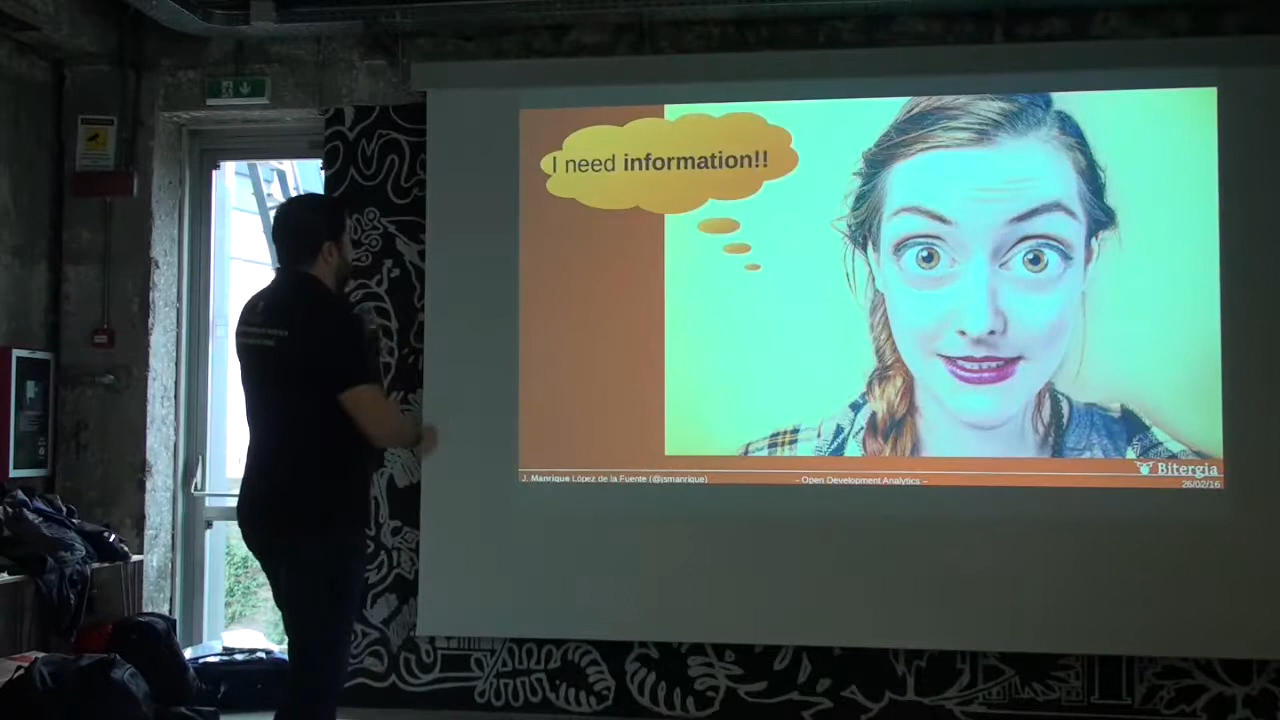 I need information!!
J. Manrique López de la Fuente (@jsmanrique)
– Open Development Analytics –
Bitergia
26/02/16